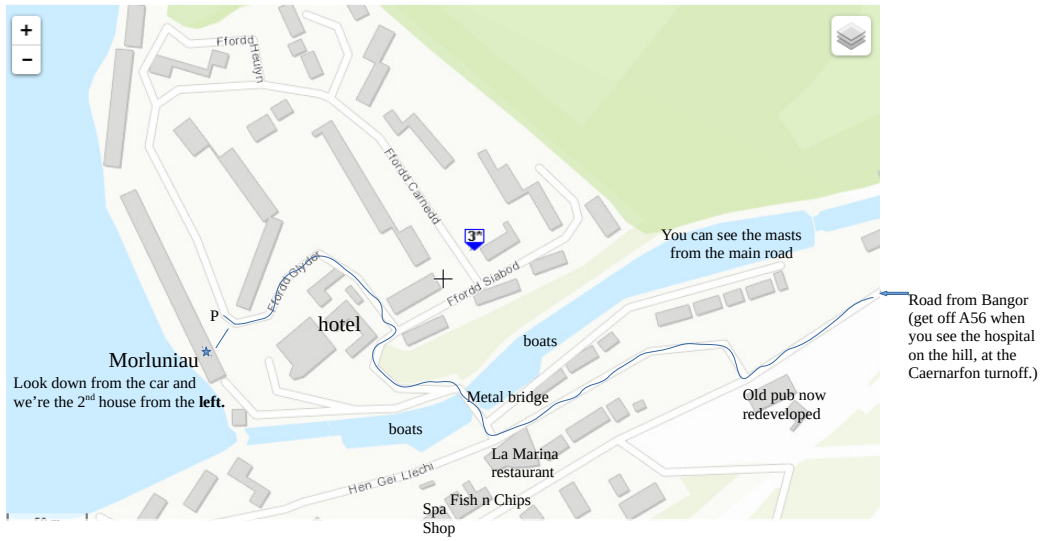 +
−
Ffordd
Heulyn
Ffordd Carnedd
3*
You can see the masts
from the main road
Ffordd Glyder
Ffordd Siabod
P
hotel
Road from Bangor
(get off A56 when
you see the hospital
on the hill, at the
Caernarfon turnoff.)
Morluniau
Look down from the car and
we're the 2nd house from the left.
boats
Metal bridge
Old pub now
redeveloped
boats
La Marina
restaurant
Hen Gei Llechi
Fish n Chips
Spa
Shop